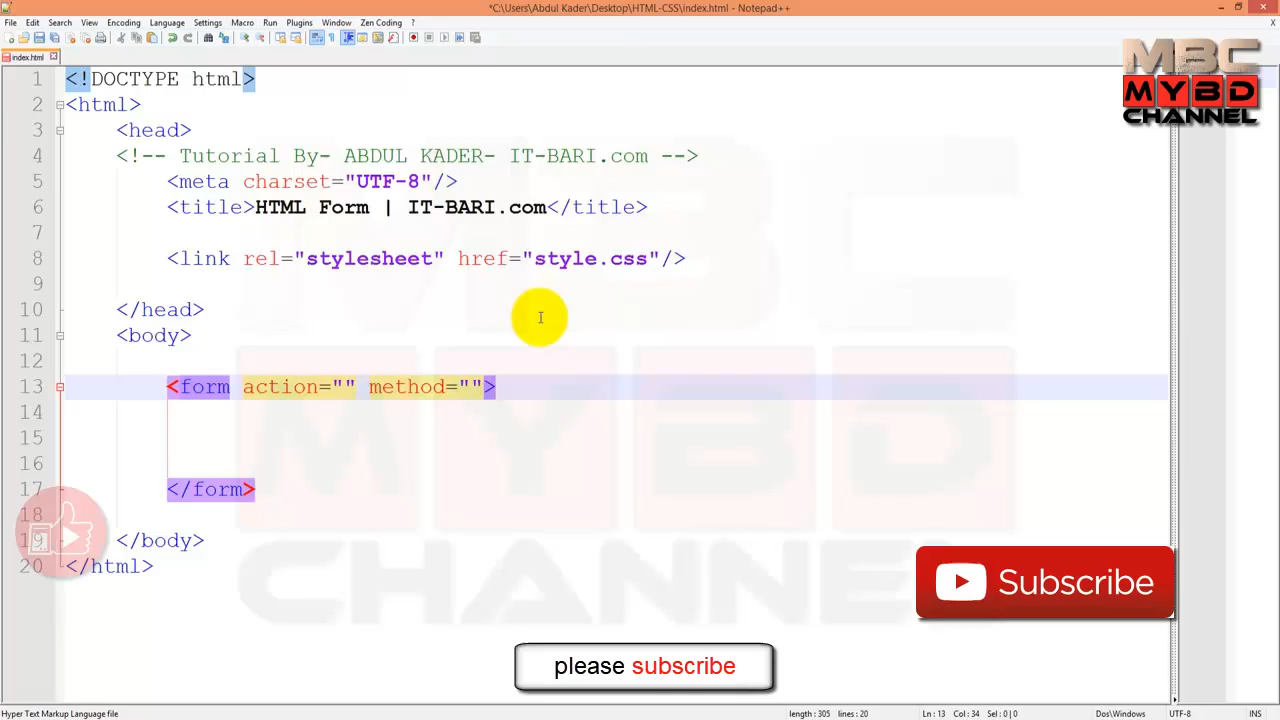 *C:\Users\Abdul Kader\Desktop\HTML-CSS\index.html - Notepad++
File Edit Search View Encoding Language Settings Macro Run Plugins Window Zen Coding ? X
index.html
MBC
MYBD
CHANNEL
1 <!DOCTYPE html>
2 <html>
3 <head>
4 <!-- Tutorial By- ABDUL KADER- IT-BARI.com -->
5 <meta charset="UTF-8"/>
6 <title>HTML Form | IT-BARI.com</title>
7
8 <link rel="stylesheet" href="style.css"/>
9
10 </head>
11 <body>
12
13 <form action="" method="">
14
15
16
17 </form>
18
19 </body>
20 </html>
MBC
MYBD
CHANNEL
Subscribe
please subscribe
Hyper Text Markup Language file length : 305 lines : 20 Ln : 13 Col : 34 Sel : 0 | 0 Dos\Windows UTF-8 INS